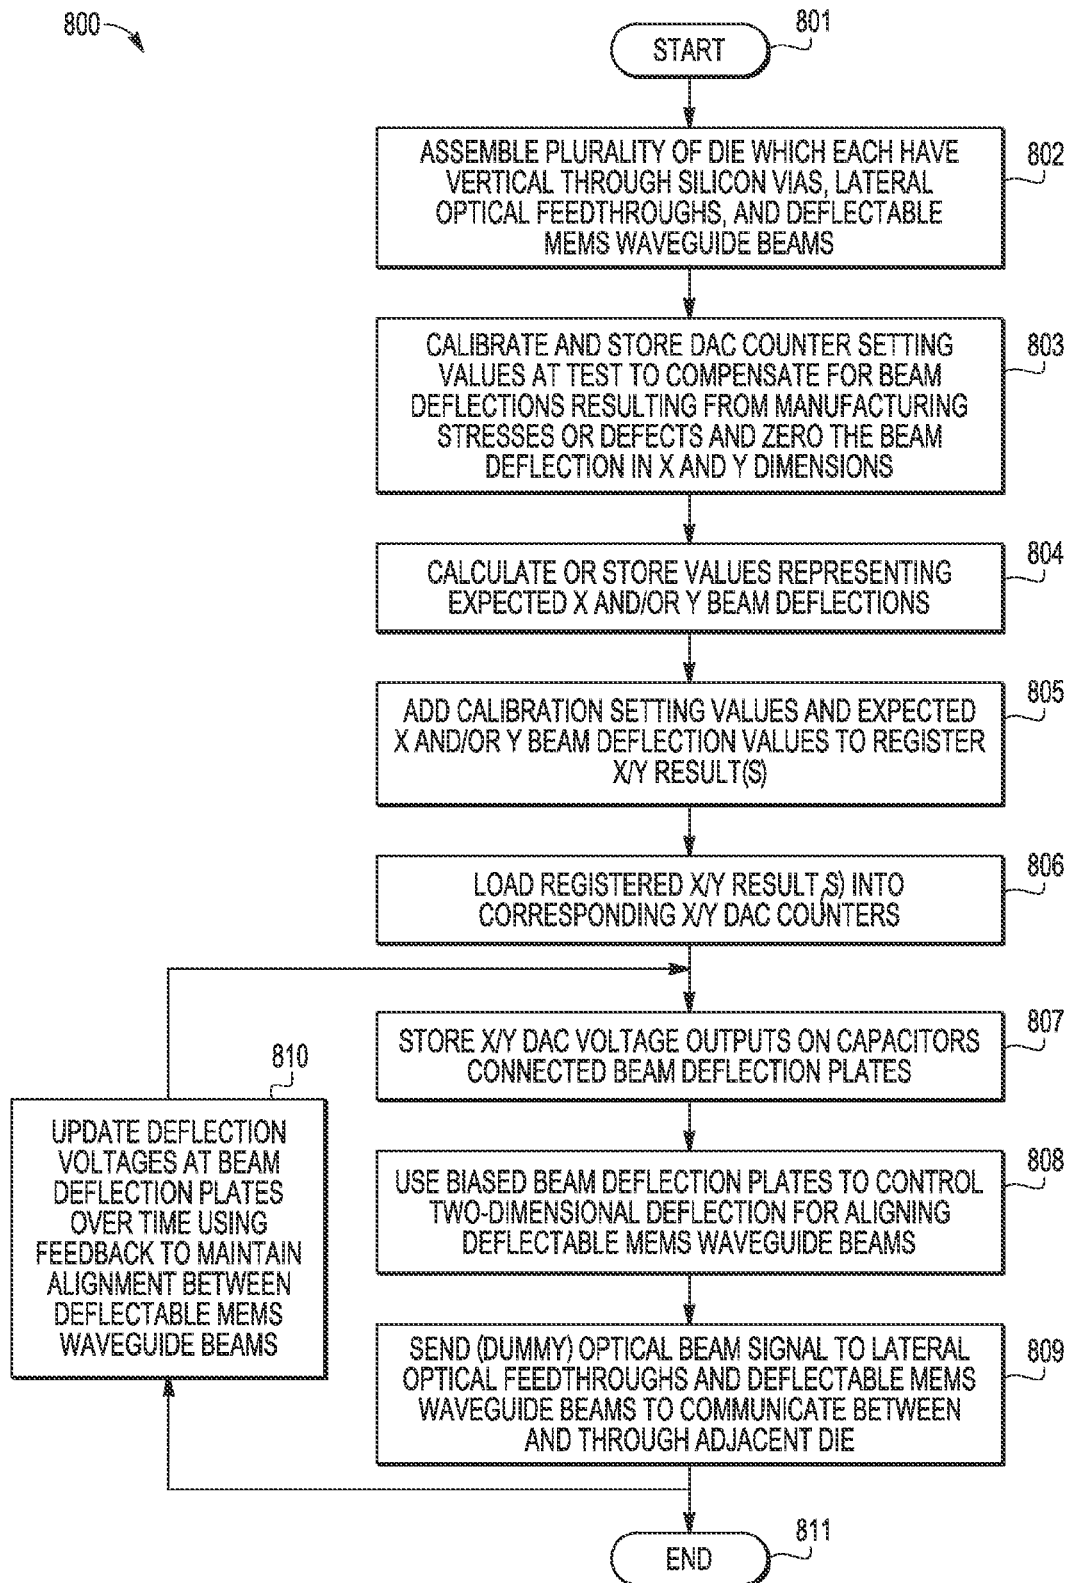 800
START
801
ASSEMBLE PLURALITY OF DIE WHICH EACH HAVE
VERTICAL THROUGH SILICON VIAS, LATERAL
OPTICAL FEEDTHROUGHS, AND DEFLECTABLE
MEMS WAVEGUIDE BEAMS
802
CALIBRATE AND STORE DAC COUNTER SETTING
VALUES AT TEST TO COMPENSATE FOR BEAM
DEFLECTIONS RESULTING FROM MANUFACTURING
STRESSES OR DEFECTS AND ZERO THE BEAM
DEFLECTION IN X AND Y DIMENSIONS
803
CALCULATE OR STORE VALUES REPRESENTING
EXPECTED X AND/OR Y BEAM DEFLECTIONS
804
ADD CALIBRATION SETTING VALUES AND EXPECTED
X AND/OR Y BEAM DEFLECTION VALUES TO REGISTER
X/Y RESULT(S)
805
LOAD REGISTERED X/Y RESULT(S) INTO
CORRESPONDING X/Y DAC COUNTERS
806
STORE X/Y DAC VOLTAGE OUTPUTS ON CAPACITORS
CONNECTED BEAM DEFLECTION PLATES
807
810
UPDATE DEFLECTION
VOLTAGES AT BEAM
DEFLECTION PLATES
OVER TIME USING
FEEDBACK TO MAINTAIN
ALIGNMENT BETWEEN
DEFLECTABLE MEMS
WAVEGUIDE BEAMS
USE BIASED BEAM DEFLECTION PLATES TO CONTROL
TWO-DIMENSIONAL DEFLECTION FOR ALIGNING
DEFLECTABLE MEMS WAVEGUIDE BEAMS
808
SEND (DUMMY) OPTICAL BEAM SIGNAL TO LATERAL
OPTICAL FEEDTHROUGHS AND DEFLECTABLE MEMS
WAVEGUIDE BEAMS TO COMMUNICATE BETWEEN
AND THROUGH ADJACENT DIE
809
END
811